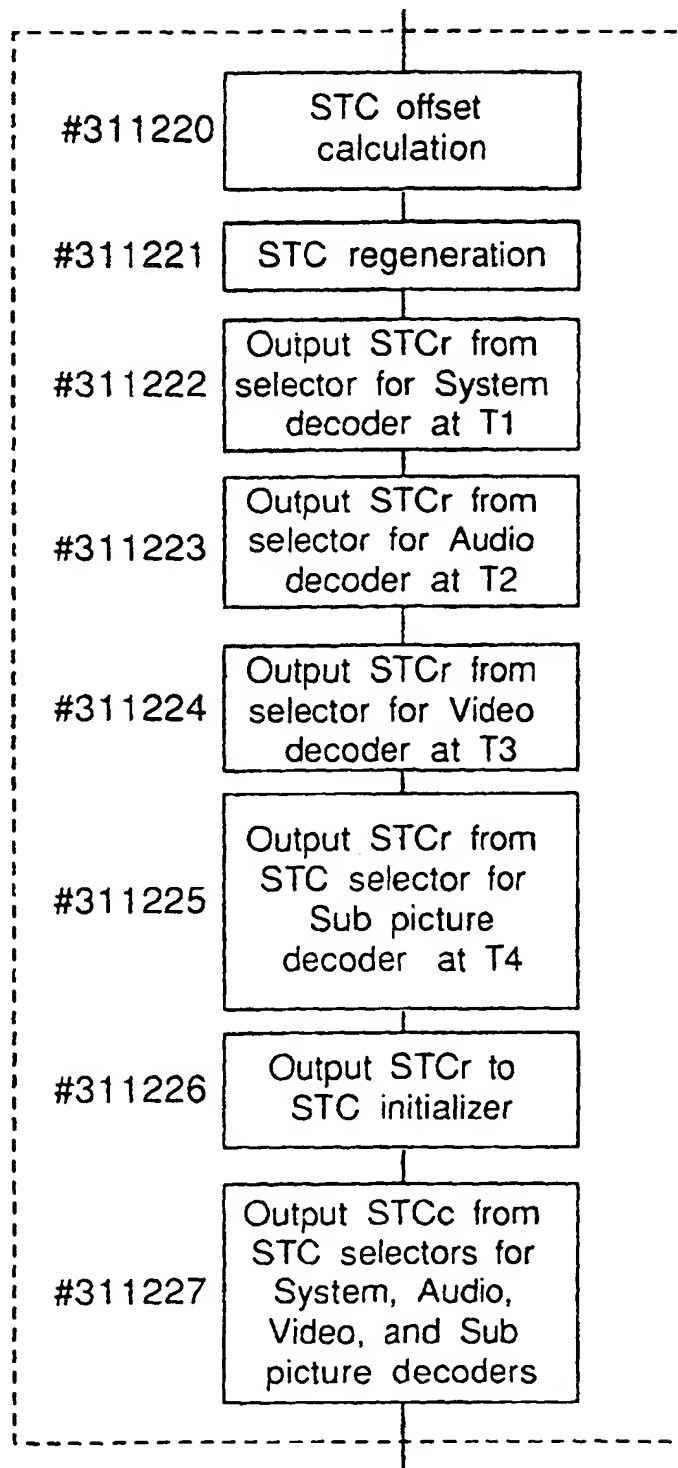 #311220
STC offset
calculation
#311221
STC regeneration
#311222
Output STCr from
selector for System
decoder at T1
#311223
Output STCr from
selector for Audio
decoder at T2
#311224
Output STCr from
selector for Video
decoder at T3
#311225
Output STCr from
STC selector for
Sub picture
decoder at T4
#311226
Output STCr to
STC initializer
#311227
Output STCc from
STC selectors for
System, Audio,
Video, and Sub
picture decoders